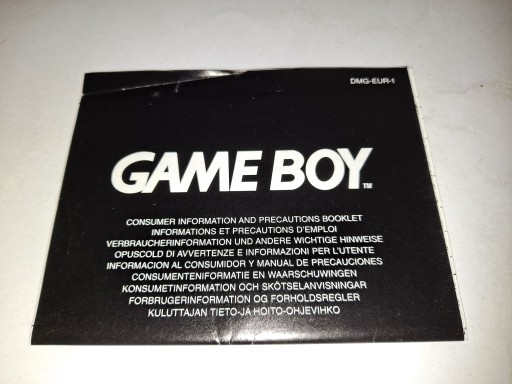 DMG-EUR-1
GAME BOY™
CONSUMER INFORMATION AND PRECAUTIONS BOOKLET
INFORMATIONS ET PRECAUTIONS D'EMPLOI
VERBRAUCHERINFORMATION UND ANDERE WICHTIGE HINWEISE
OPUSCOLO DI AVVERTENZE E INFORMAZIONI PER L'UTENTE
INFORMACION AL CONSUMIDOR Y MANUAL DE PRECAUCIONES
CONSUMENTENINFORMATIE EN WAARSCHUWINGEN
KONSUMETINFORMATION OCH SKÖTSELANVISNINGAR
FORBRUGERINFORMATION OG FORHOLDSREGLER
KULUTTAJAN TIETO-JA HOITO-OHJEVIHKO